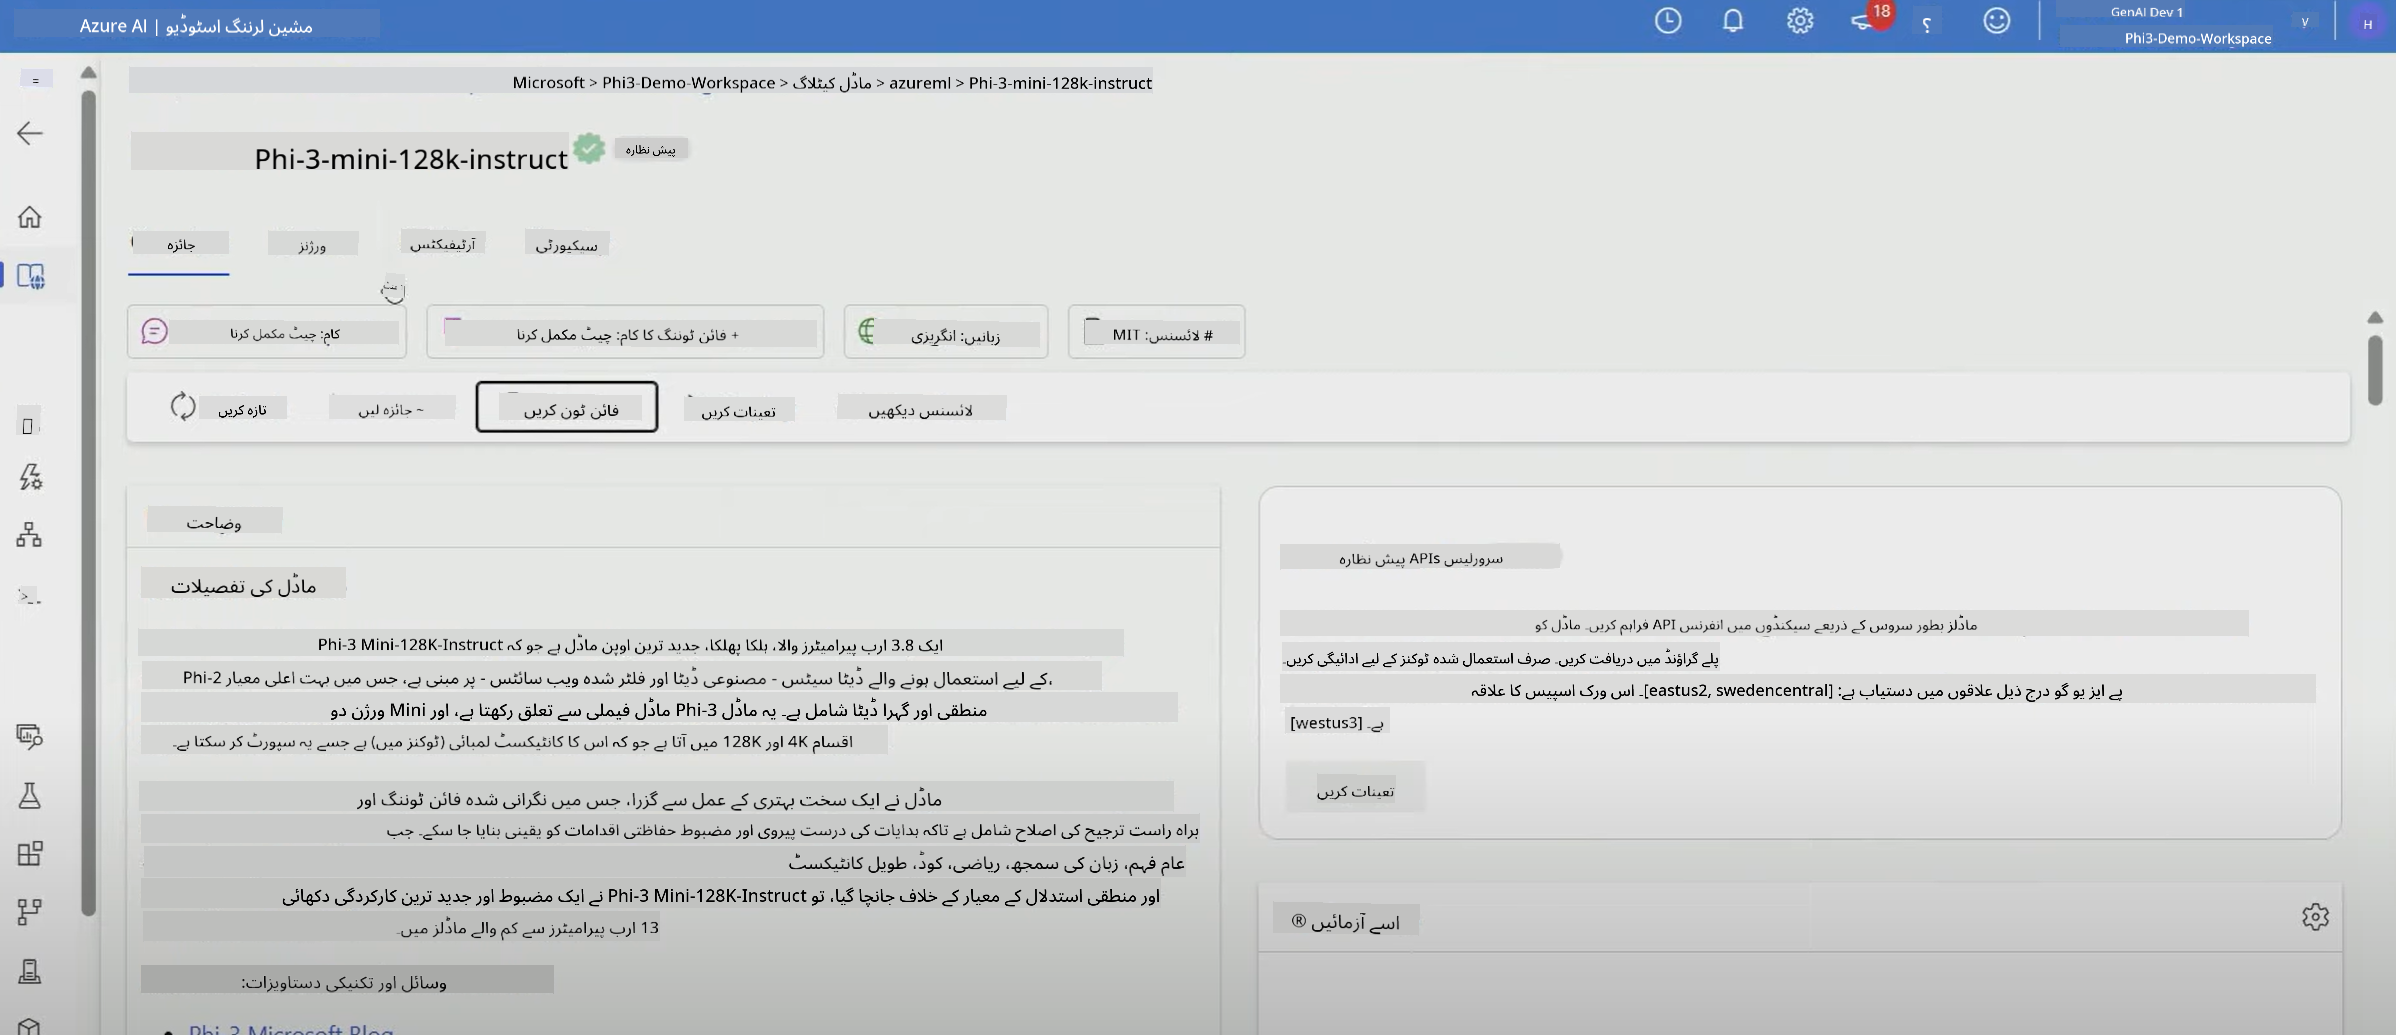 Azure AI | مشین لرننگ اسٹوڈیو
18
؟
GenAI Dev 1
Phi3-Demo-Workspace
H
Microsoft > Phi3-Demo-Workspace > ماڈل کیٹلاگ > azureml > Phi-3-mini-128k-instruct
Phi-3-mini-128k-instruct
پیش نظارہ
جائزہ
ورژنز
آرٹیفیکٹس
سیکیورٹی
کام: چیٹ مکمل کرنا
+ فائن ٹوننگ کا کام: چیٹ مکمل کرنا
زبانیں: انگریزی
# لائسنس: MIT
تازہ کریں
~ جائزہ لیں
فائن ٹون کریں
تعینات کریں
لائسنس دیکھیں
وضاحت
ماڈل کی تفصیلات
ایک 3.8 ارب پیرامیٹرز والا، ہلکا پھلکا، جدید ترین اوپن ماڈل ہے جو کہ Phi-3 Mini-128K-Instruct
کے لیے استعمال ہونے والے ڈیٹا سیٹس - مصنوعی ڈیٹا اور فلٹر شدہ ویب سائٹس - پر مبنی ہے، جس میں بہت اعلی معیار Phi-2،
منطقی اور گہرا ڈیٹا شامل ہے۔ یہ ماڈل Phi-3 ماڈل فیملی سے تعلق رکھتا ہے، اور Mini ورژن دو
اقسام 4K اور 128K میں آتا ہے جو کہ اس کا کانٹیکسٹ لمبائی (ٹوکنز میں) ہے جسے یہ سپورٹ کر سکتا ہے۔
ماڈل نے ایک سخت بہتری کے عمل سے گزرا، جس میں نگرانی شدہ فائن ٹوننگ اور
براہ راست ترجیح کی اصلاح شامل ہے تاکہ ہدایات کی درست پیروی اور مضبوط حفاظتی اقدامات کو یقینی بنایا جا سکے۔ جب
عام فہم، زبان کی سمجھ، ریاضی، کوڈ، طویل کانٹیکسٹ
اور منطقی استدلال کے معیار کے خلاف جانچا گیا، تو Phi-3 Mini-128K-Instruct نے ایک مضبوط اور جدید ترین کارکردگی دکھائی
13 ارب پیرامیٹرز سے کم والے ماڈلز میں۔
وسائل اور تکنیکی دستاویزات:
Phi-3 Microsoft Blog
سرورلیس APIs پیش نظارہ
ماڈلز بطور سروس کے ذریعے سیکنڈوں میں انفرنس API فراہم کریں۔ ماڈل کو
پلے گراؤنڈ میں دریافت کریں۔ صرف استعمال شدہ ٹوکنز کے لیے ادائیگی کریں۔
پے ایز یو گو درج ذیل علاقوں میں دستیاب ہے: [eastus2, swedencentral]۔ اس ورک اسپیس کا علاقہ
[westus3] ہے۔
تعینات کریں
اسے آزمائیں ®